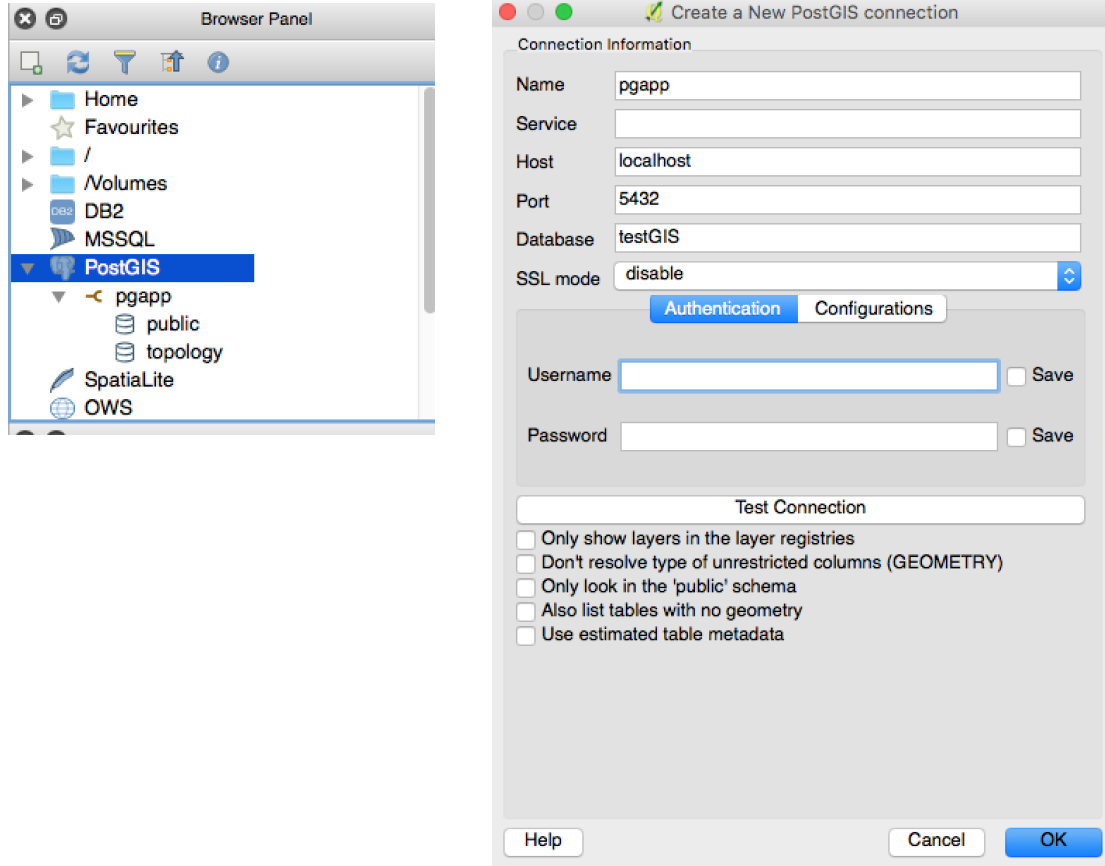 Browser Panel
Home
Favourites
/
/Volumes
DB2 DB2
MSSQL
PostGIS
pgapp
public
topology
SpatiaLite
OWS
Create a New PostGIS connection
Connection Information
Name pgapp
Service
Host localhost
Port 5432
Database testGIS
SSL mode disable
Authentication Configurations
Username Save
Password Save
Test Connection
Only show layers in the layer registries
Don't resolve type of unrestricted columns (GEOMETRY)
Only look in the 'public' schema
Also list tables with no geometry
Use estimated table metadata
Help Cancel OK